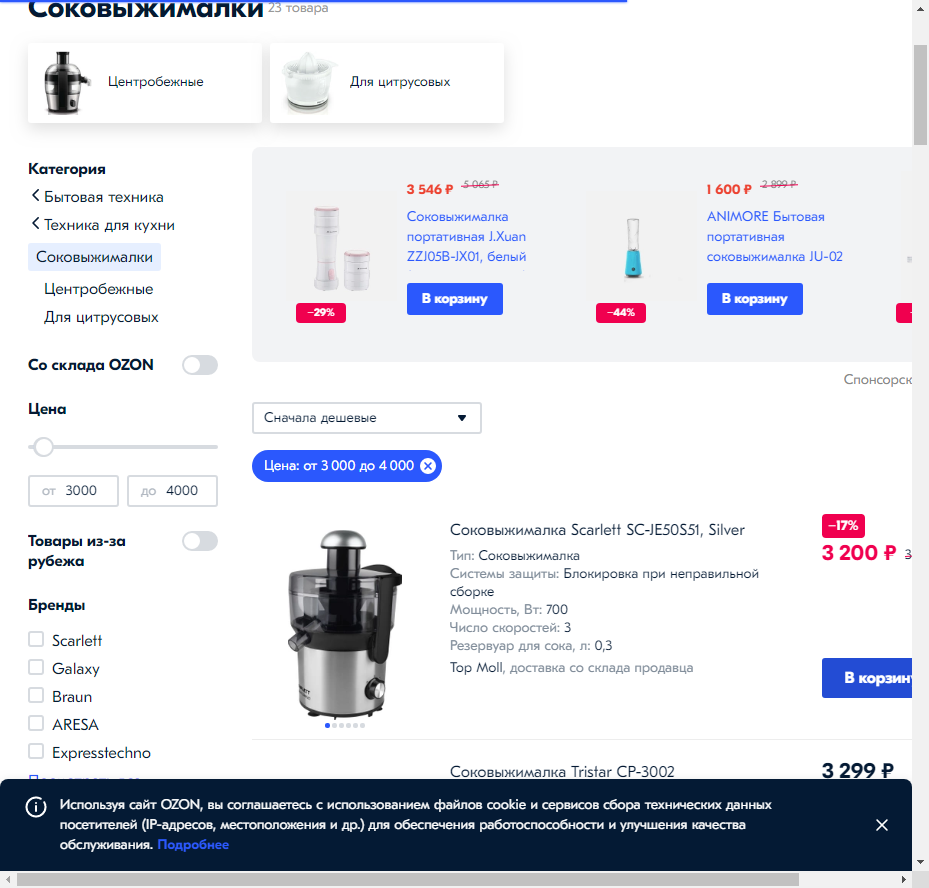 Соковыжималки 23 товара
Центробежные
Для цитрусовых
Категория
Бытовая техника
Техника для кухни
Соковыжималки
Центробежные
Для цитрусовых
Со склада OZON
Цена
от 3000
до 4000
Товары из-за
рубежа
Бренды
Scarlett
Galaxy
Braun
ARESA
Expresstechno
3 546 ₽ 5 065 ₽
Соковыжималка
портативная J.Xuan
ZZJ05B-JX01, белый
В корзину
−29%
1 600 ₽ 2 899 ₽
ANIMORE Бытовая
портативная
соковыжималка JU-02
В корзину
−44%
Спонсорск
Сначала дешевые
Цена: от 3 000 до 4 000
Соковыжималка Scarlett SC-JE50S51, Silver
Тип: Соковыжималка
Системы защиты: Блокировка при неправильной
сборке
Мощность, Вт: 700
Число скоростей: 3
Резервуар для сока, л: 0,3
Top Moll, доставка со склада продавца
−17%
3 200 ₽ 3
В корзин
Соковыжималка Tristar CP-3002
3 299 ₽
Используя сайт OZON, вы соглашаетесь с использованием файлов cookie и сервисов сбора технических данных
посетителей (IP-адресов, местоположения и др.) для обеспечения работоспособности и улучшения качества
обслуживания. Подробнее